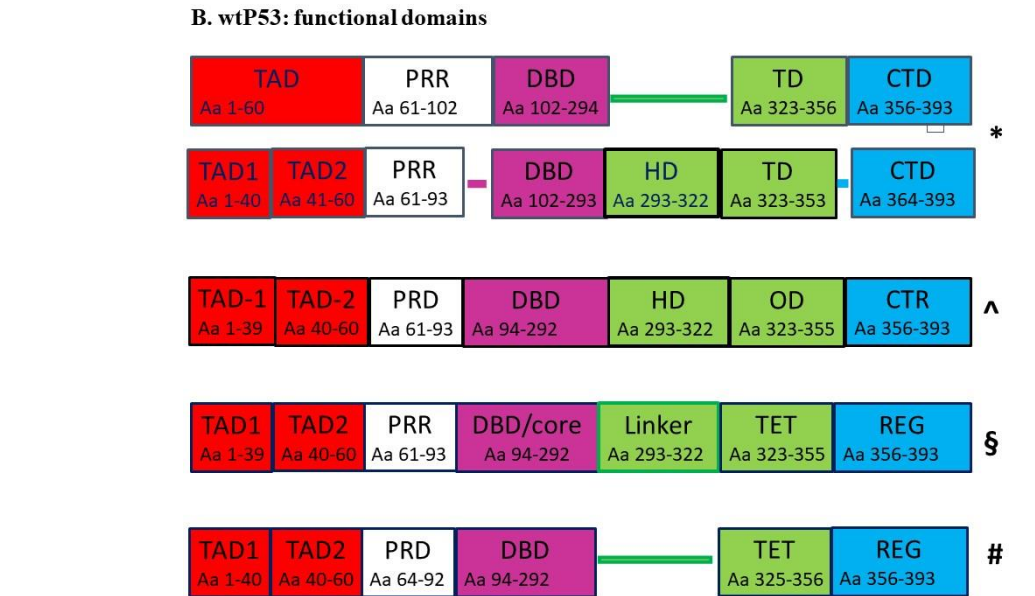 B. wtP53: functional domains
TAD PRR DBD TD CTD
Aa 1-60 Aa 61-102 Aa 102-294 Aa 323-356 Aa 356-393
*
TAD1 TAD2 PRR DBD HD TD CTD
Aa 1-40 Aa 41-60 Aa 61-93 Aa 102-293 Aa 293-322 Aa 323-353 Aa 364-393
TAD-1 TAD-2 PRD DBD HD OD CTR ^
Aa 1-39 Aa 40-60 Aa 61-93 Aa 94-292 Aa 293-322 Aa 323-355 Aa 356-393
TAD1 TAD2 PRR DBD/core Linker TET REG §
Aa 1-39 Aa 40-60 Aa 61-93 Aa 94-292 Aa 293-322 Aa 323-355 Aa 356-393
TAD1 TAD2 PRD DBD TET REG #
Aa 1-40 Aa 40-60 Aa 64-92 Aa 94-292 Aa 325-356 Aa 356-393